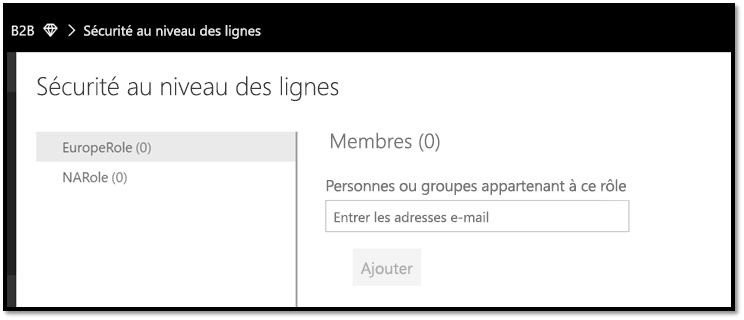 B2B > Sécurité au niveau des lignes
Sécurité au niveau des lignes
EuropeRole (0)
NARole (0)
Membres (0)
Personnes ou groupes appartenant à ce rôle
Entrer les adresses e-mail
Ajouter